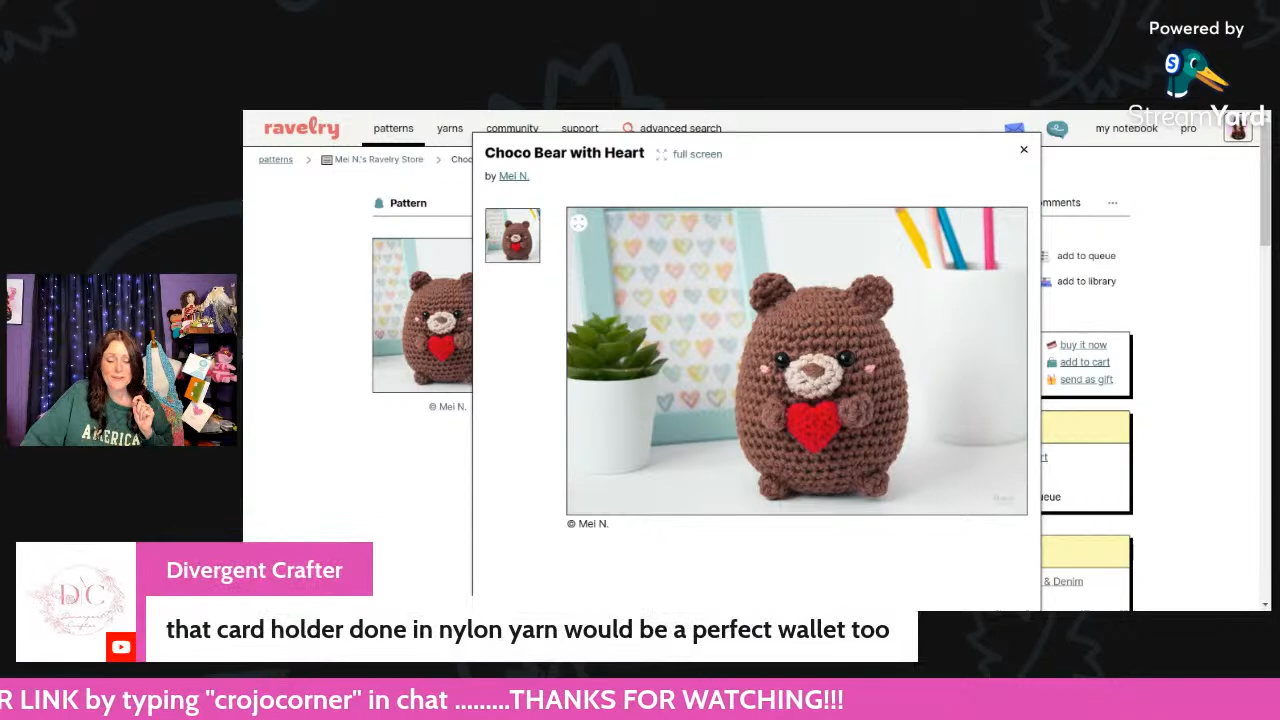 Powered by
StreamYard
ravelry
patterns
yarns
community
support
advanced search
my notebook
pro
patterns
Mei N.'s Ravelry Store
Choc
Pattern
omments
Choco Bear with Heart
full screen
by Mei N.
add to queue
add to library
buy it now
add to cart
send as gift
© Mei N.
© Mei N.
rt
ueue
& Denim
AMERICA
Divergent Crafter
that card holder done in nylon yarn would be a perfect wallet too
R LINK by typing "crojocorner" in chat .........THANKS FOR WATCHING!!!